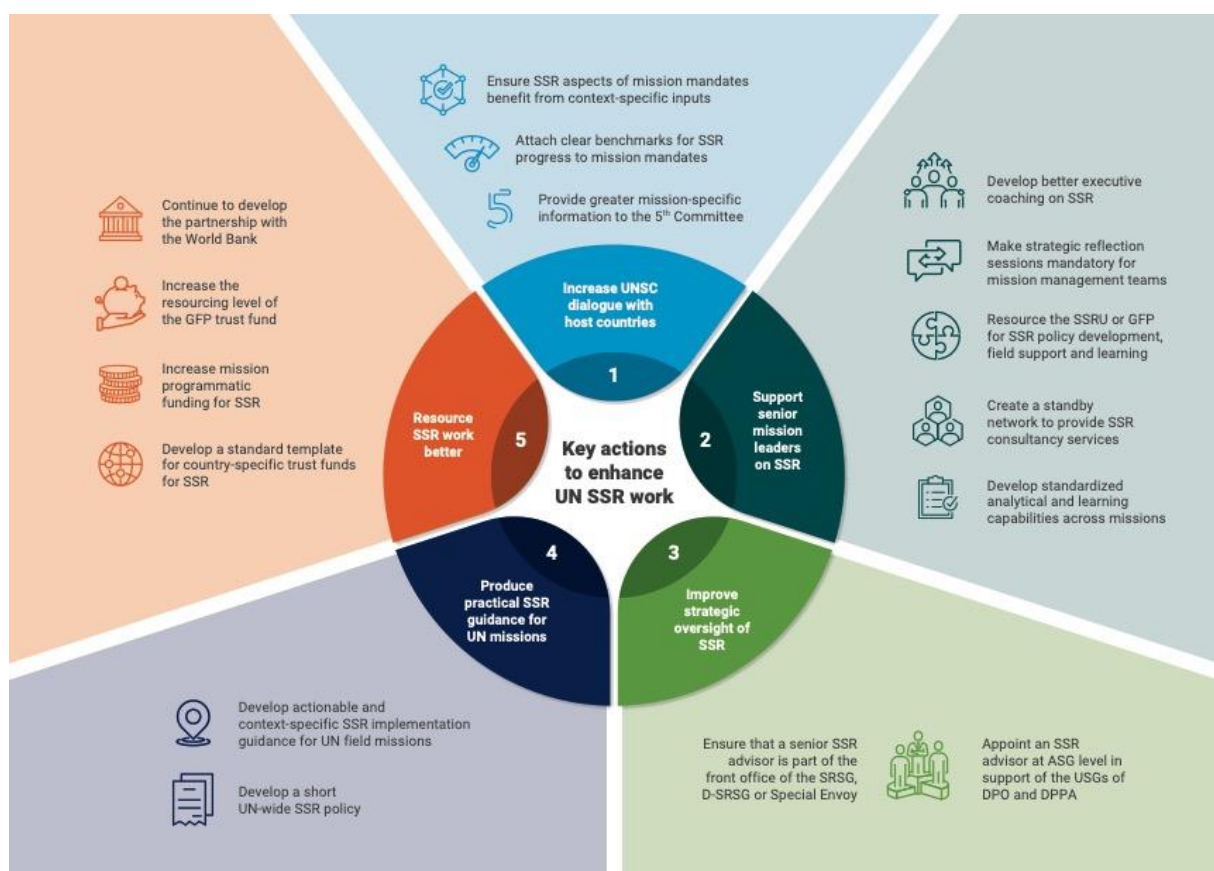 Key actions
to enhance
UN SSR work
1
Increase UNSC
dialogue with
host countries
Ensure SSR aspects of mission mandates
benefit from context-specific inputs
Attach clear benchmarks for SSR
progress to mission mandates
5
Provide greater mission-specific
information to the 5th Committee
2
Support
senior
mission
leaders
on SSR
Develop better executive
coaching on SSR
Make strategic reflection
sessions mandatory for
mission management teams
Resource the SSRU or GFP
for SSR policy development,
field support and learning
Create a standby
network to provide SSR
consultancy services
Develop standardized
analytical and learning
capabilities across missions
3
Improve
strategic
oversight of
SSR
Ensure that a senior SSR
advisor is part of the
front office of the SRSG,
D-SRSG or Special Envoy
Appoint an SSR
advisor at ASG level in
support of the USGs of
DPO and DPPA
4
Produce
practical SSR
guidance for
UN missions
Develop actionable and
context-specific SSR implementation
guidance for UN field missions
Develop a short
UN-wide SSR policy
5
Resource
SSR work
better
Continue to develop
the partnership with
the World Bank
Increase the
resourcing level of
the GFP trust fund
Increase mission
programmatic
funding for SSR
Develop a standard template
for country-specific trust funds
for SSR